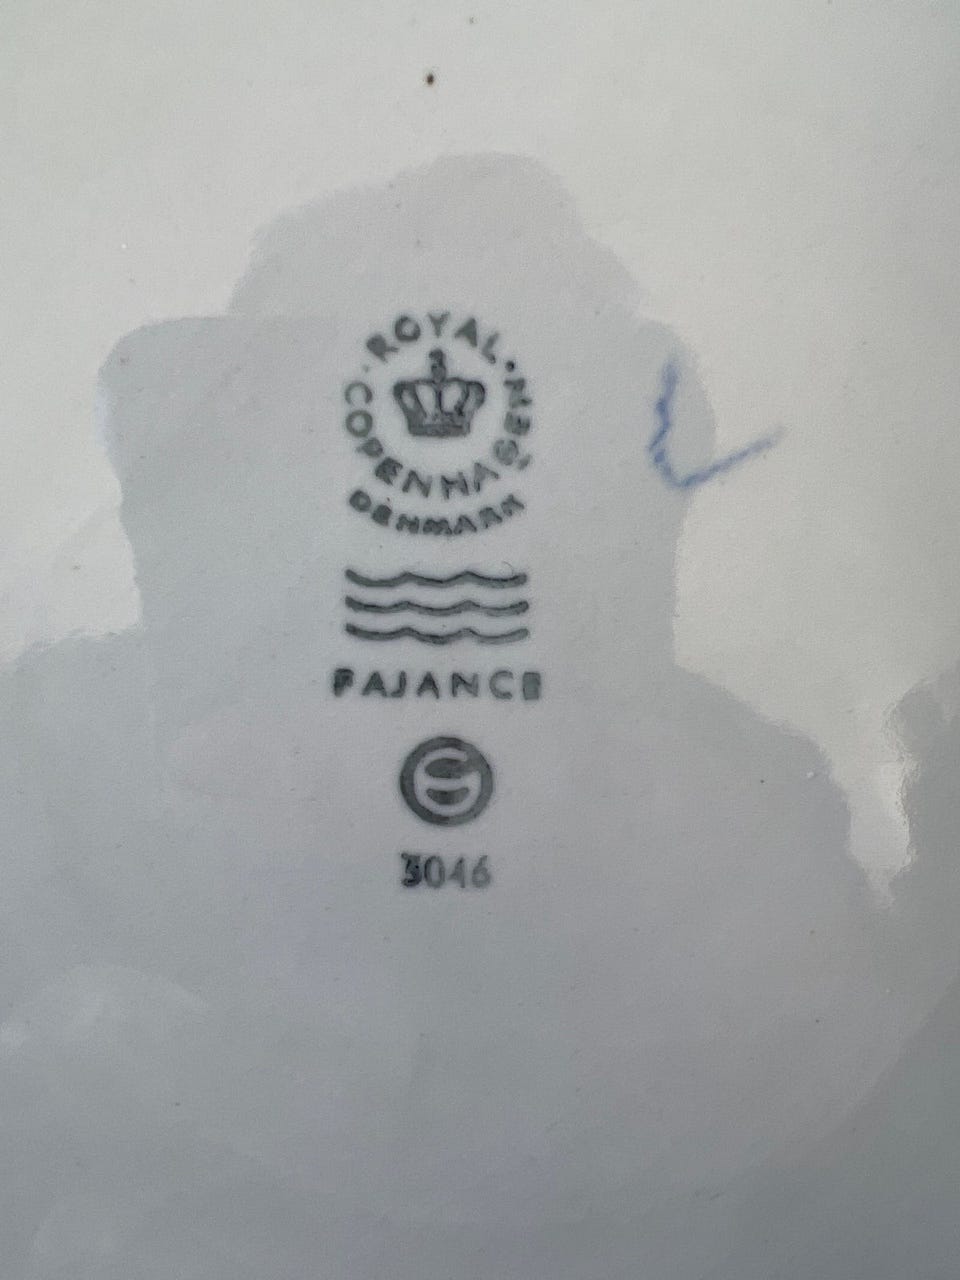 ROYAL
COPENHAGEN
DENMARK
FAJANCE
3046